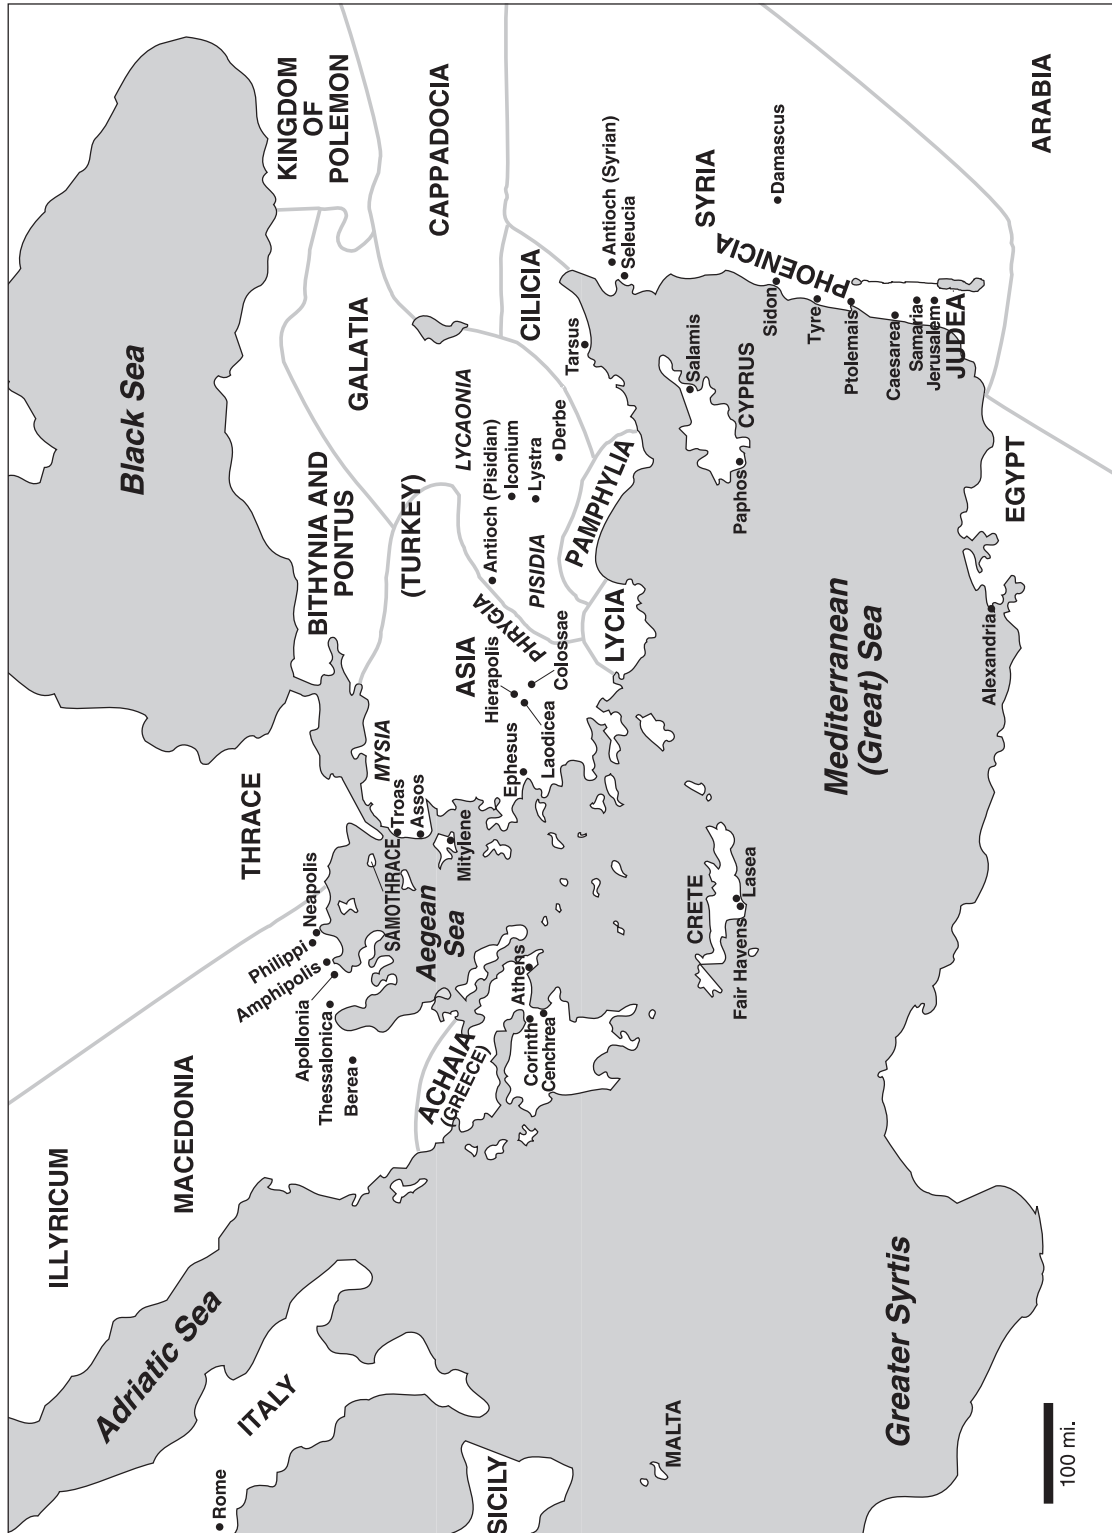 ILLYRICUM
MACEDONIA
THRACE
Black Sea
KINGDOM
OF
POLEMON
BITHYNIA AND
PONTUS
GALATIA
CAPPADOCIA
(TURKEY)
LYCAONIA
CILICIA
Tarsus
Antioch (Syrian)
Seleucia
SYRIA
Damascus
PHOENICIA
ARABIA
Adriatic Sea
ITALY
Rome
SICILY
MALTA
Neapolis
Philippi
Amphipolis
Apollonia
Thessalonica
Berea
ACHAIA
(GREECE)
Athens
Corinth
Cenchrea
Aegean
Sea
SAMOTHRACE
MYSIA
Troas
Assos
Mitylene
ASIA
Hierapolis
Ephesus
Laodicea
Colossae
PHRYGIA
Antioch (Pisidian)
Iconium
Lystra
Derbe
PISIDIA
PAMPHYLIA
LYCIA
CRETE
Lasea
Fair Havens
Salamis
CYPRUS
Paphos
Sidon
Tyre
Ptolemais
Caesarea
Samaria
Jerusalem
JUDEA
Mediterranean
(Great) Sea
EGYPT
Alexandria
Greater Syrtis
100 mi.